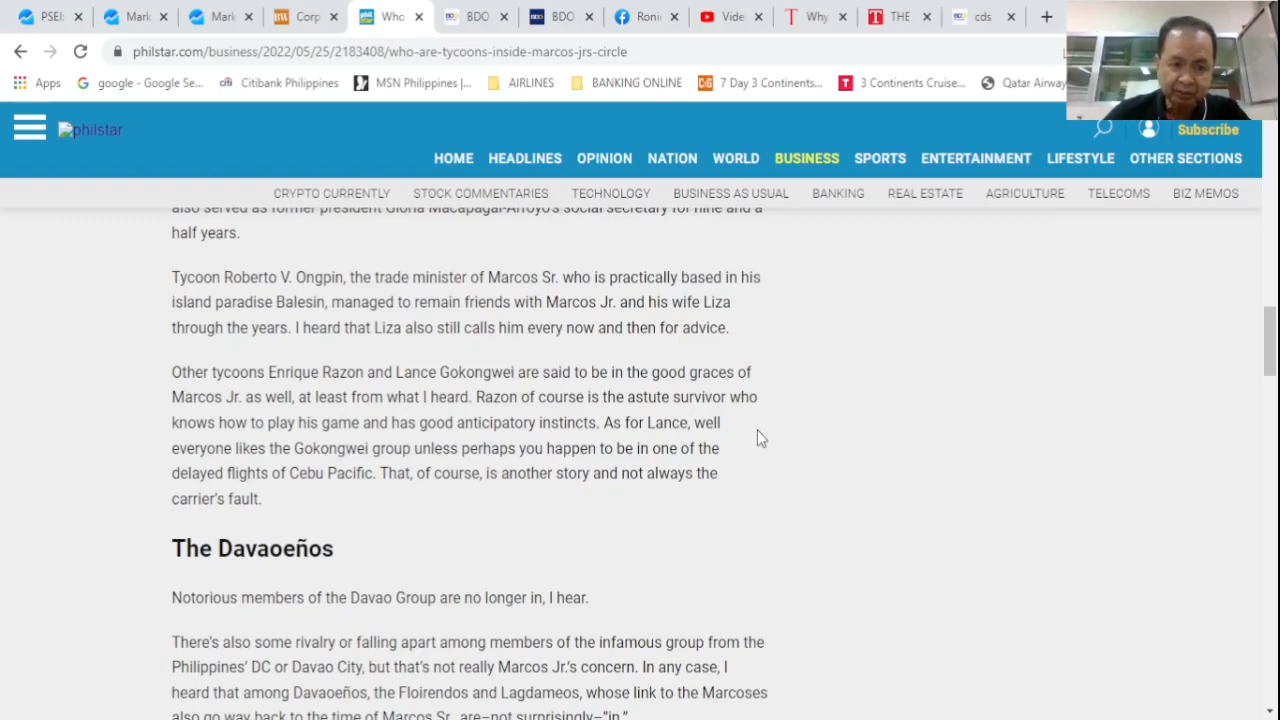 PSEI Mark Mark Corp Who BDO BDO Roni Vide Why THE cds
philstar.com/business/2022/05/25/2183408/who-are-tycoons-inside-marcos-jrs-circle
Apps google - Google Se... Citibank Philippines MSN Philippines |... AIRLINES BANKING ONLINE 7 Day 3 Continents... 3 Continents Cruise... Qatar Airway
philstar Subscribe
HOME HEADLINES OPINION NATION WORLD BUSINESS SPORTS ENTERTAINMENT LIFESTYLE OTHER SECTIONS
CRYPTO CURRENTLY STOCK COMMENTARIES TECHNOLOGY BUSINESS AS USUAL BANKING REAL ESTATE AGRICULTURE TELECOMS BIZ MEMOS
also served as former president Gloria Macapagal-Arroyo's social secretary for nine and a
half years.
Tycoon Roberto V. Ongpin, the trade minister of Marcos Sr. who is practically based in his
island paradise Balesin, managed to remain friends with Marcos Jr. and his wife Liza
through the years. I heard that Liza also still calls him every now and then for advice.
Other tycoons Enrique Razon and Lance Gokongwei are said to be in the good graces of
Marcos Jr. as well, at least from what I heard. Razon of course is the astute survivor who
knows how to play his game and has good anticipatory instincts. As for Lance, well
everyone likes the Gokongwei group unless perhaps you happen to be in one of the
delayed flights of Cebu Pacific. That, of course, is another story and not always the
carrier's fault.
The Davaoeños
Notorious members of the Davao Group are no longer in, I hear.
There's also some rivalry or falling apart among members of the infamous group from the
Philippines' DC or Davao City, but that's not really Marcos Jr.'s concern. In any case, I
heard that among Davaoeños, the Floirendos and Lagdameos, whose link to the Marcoses
also go way back to the time of Marcos Sr., are–not surprisingly–"in."